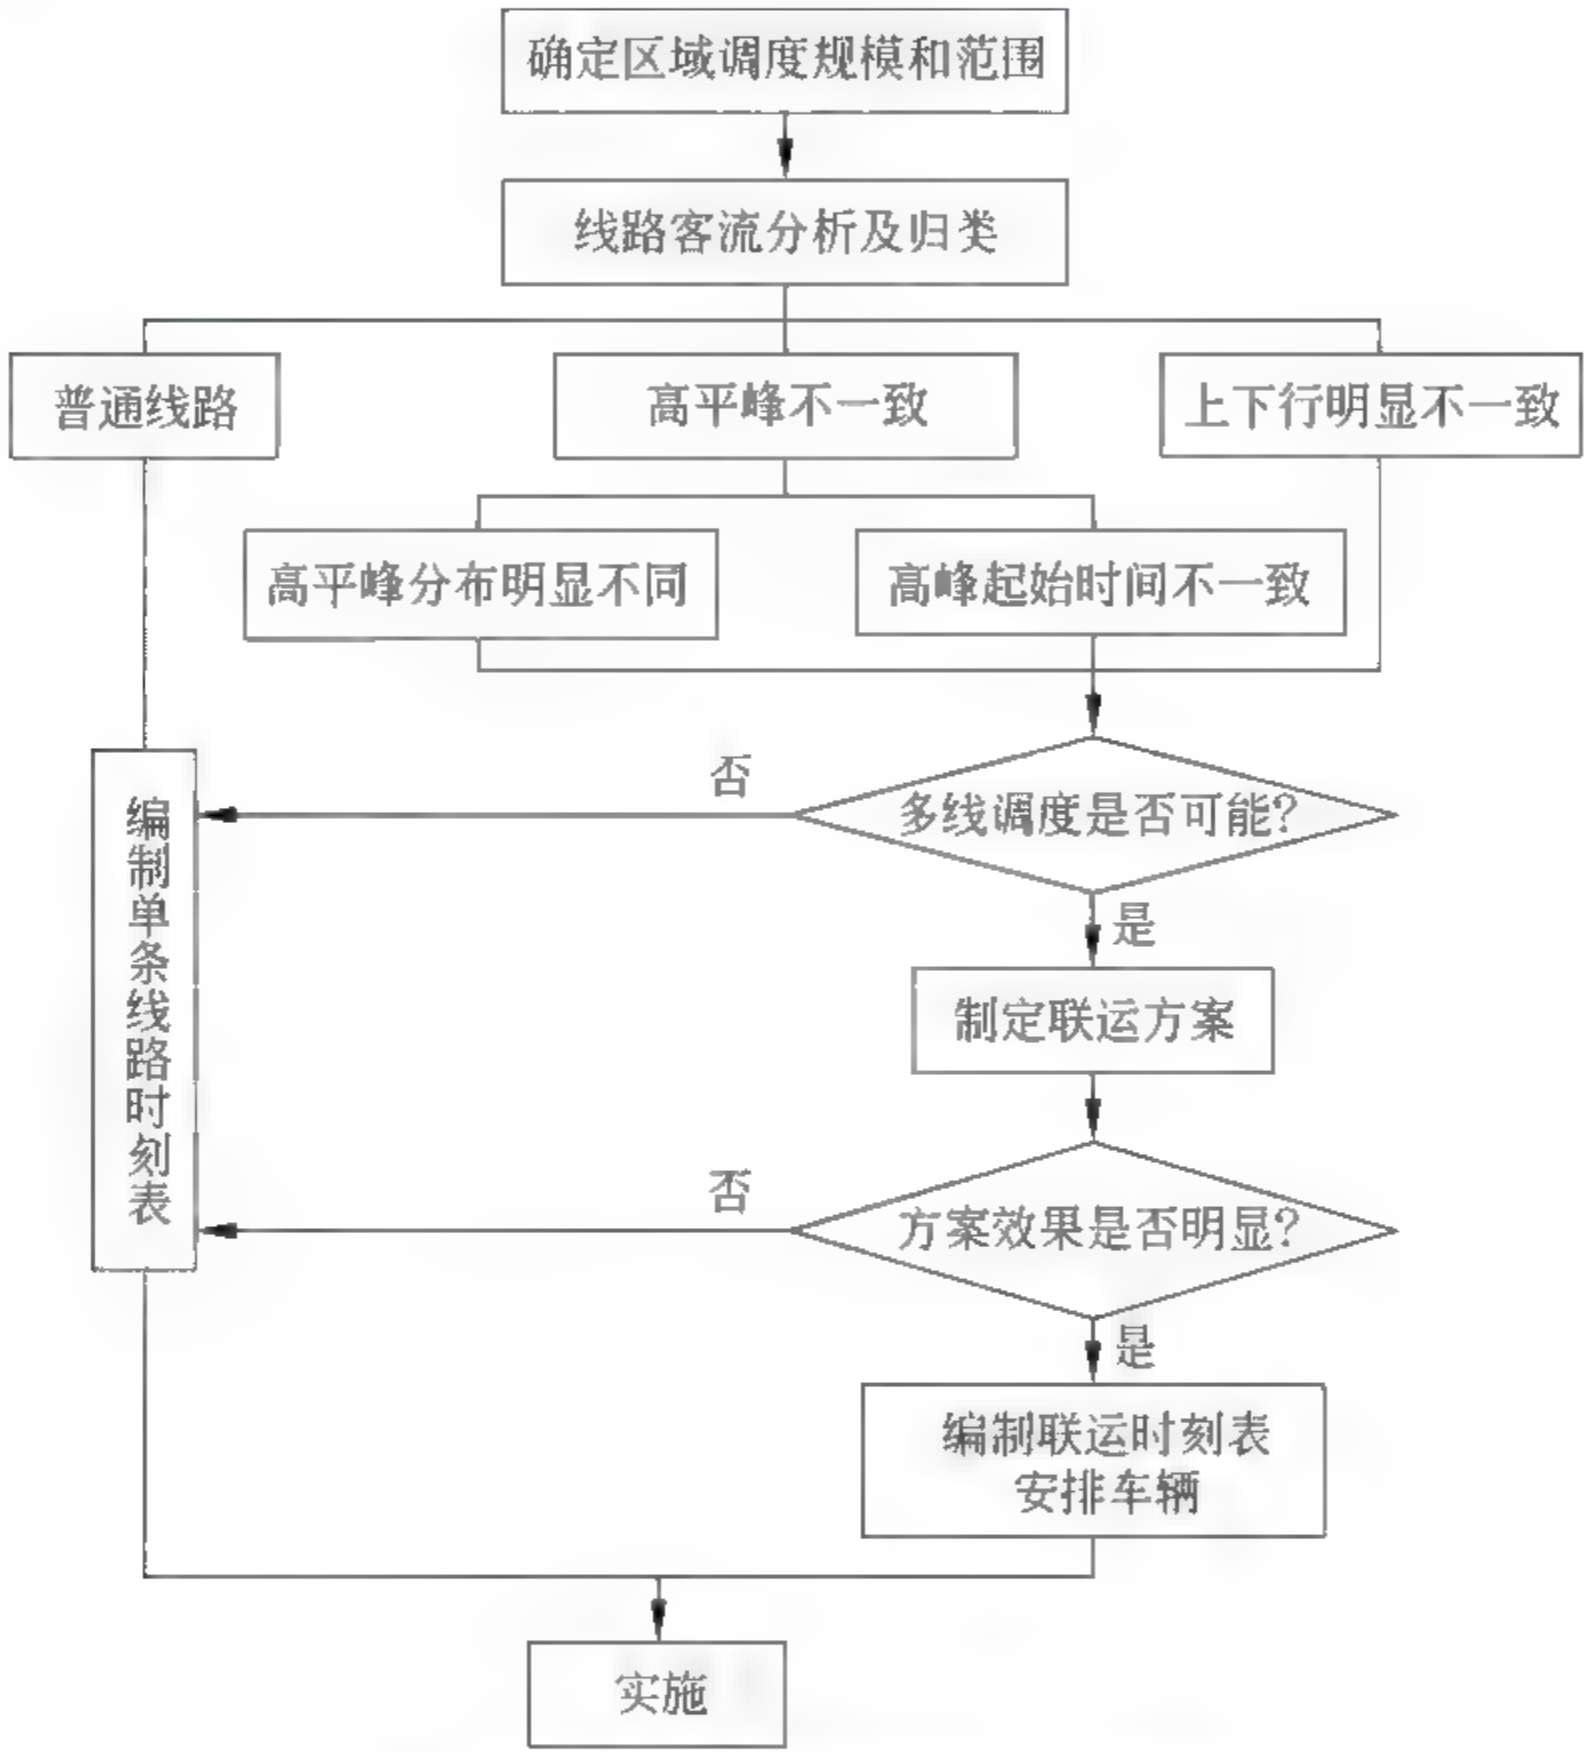 确定区域调度规模和范围
线路客流分析及归类
普通线路
高平峰不一致
上下行明显不一致
高平峰分布明显不同
高峰起始时间不一致
否
多线调度是否可能?
编制单条线路时刻表
是
制定联运方案
否
方案效果是否明显?
是
编制联运时刻表
安排车辆
实施